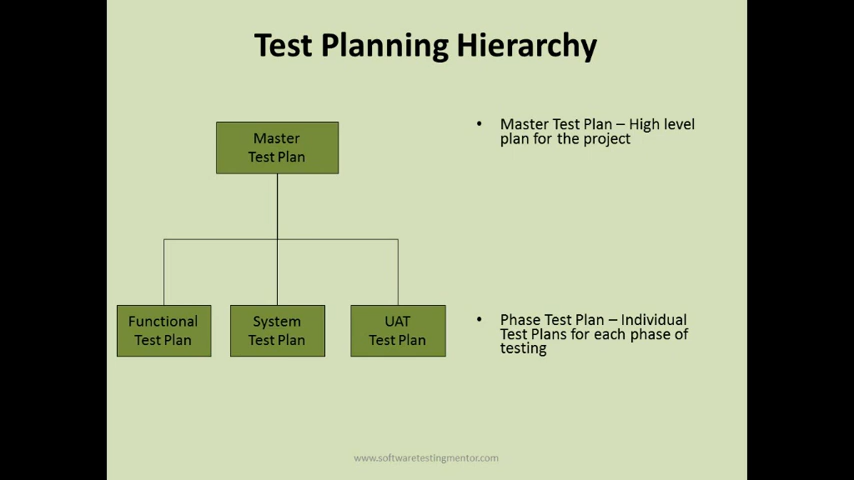 Test Planning Hierarchy
Master
Test Plan
• Master Test Plan – High level
plan for the project
Functional
Test Plan
System
Test Plan
UAT
Test Plan
• Phase Test Plan – Individual
Test Plans for each phase of
testing
www.softwaretestingmentor.com